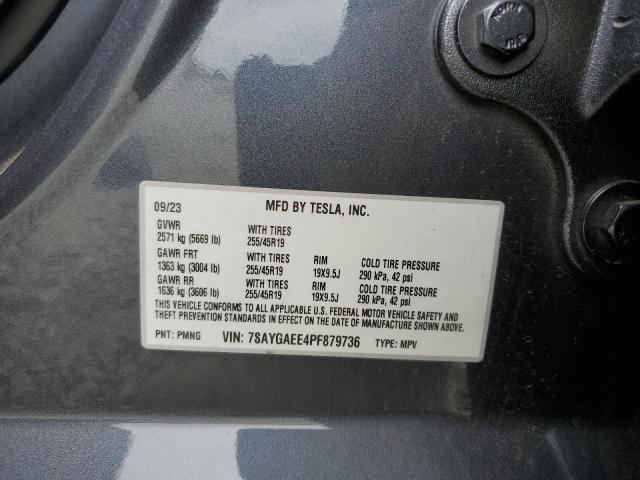 09/23 MFD BY TESLA, INC.
GVWR WITH TIRES
2571 kg (5669 lb) 255/45R19
GAWR FRT WITH TIRES RIM COLD TIRE PRESSURE
1363 kg (3004 lb) 255/45R19 19X9.5J 290 kPa, 42 psi
GAWR RR WITH TIRES RIM COLD TIRE PRESSURE
1636 kg (3606 lb) 255/45R19 19X9.5J 290 kPa, 42 psi
THIS VEHICLE CONFORMS TO ALL APPLICABLE U.S. FEDERAL MOTOR VEHICLE SAFETY AND
THEFT PREVENTION STANDARDS IN EFFECT ON THE DATE OF MANUFACTURE SHOWN ABOVE.
PNT: PMNG VIN: 7SAYGAEE4PF879736 TYPE: MPV